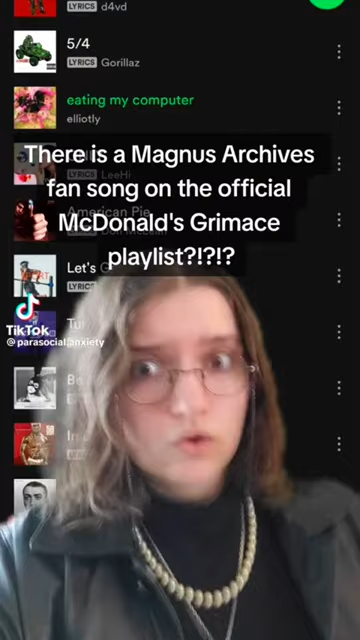 LYRICS d4vd
5/4
LYRICS Gorillaz
eating my computer
elliotly
There is a Magnus Archives
LYRICS LeeHi
fan song on the official
American Pie
McDonald's Grimace
playlist?!?!?
Let's
LYRICS
TikTok
@parasocial.anxiety